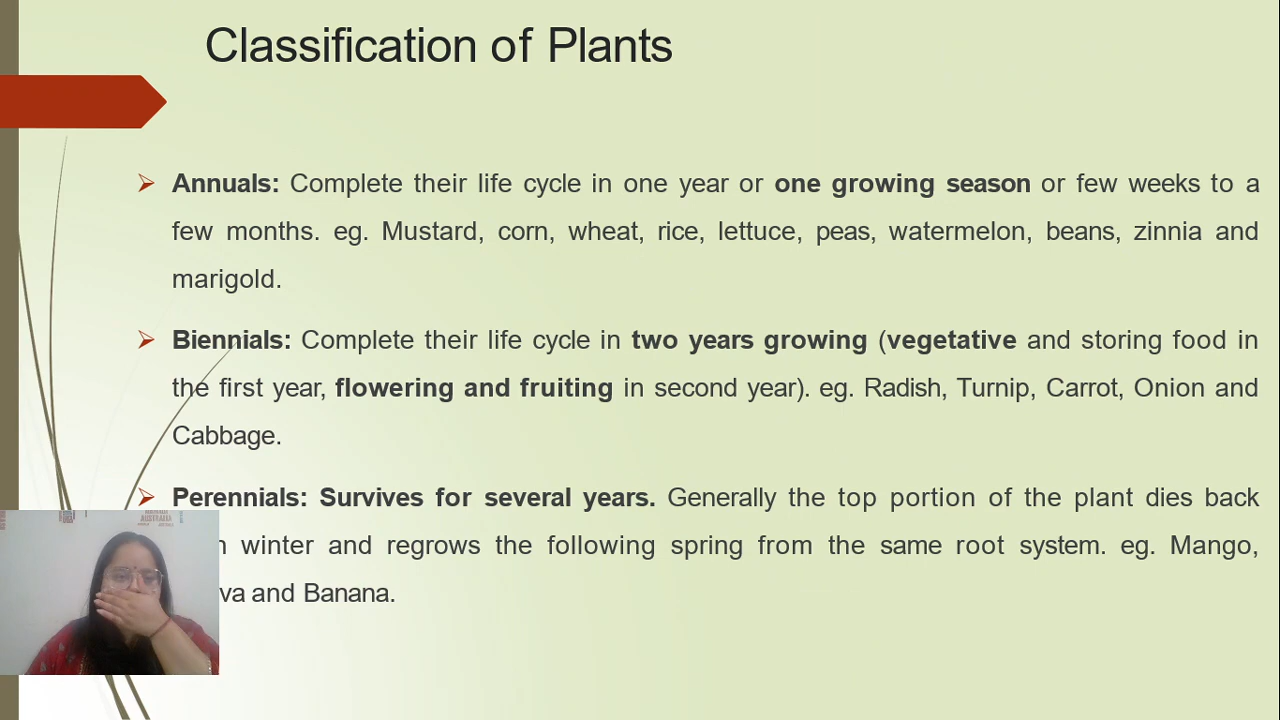 Classification of Plants
Annuals: Complete their life cycle in one year or one growing season or few weeks to a
few months. eg. Mustard, corn, wheat, rice, lettuce, peas, watermelon, beans, zinnia and
marigold.
Biennials: Complete their life cycle in two years growing (vegetative and storing food in
the first year, flowering and fruiting in second year). eg. Radish, Turnip, Carrot, Onion and
Cabbage.
Perennials: Survives for several years. Generally the top portion of the plant dies back
winter and regrows the following spring from the same root system. eg. Mango,
and Banana.